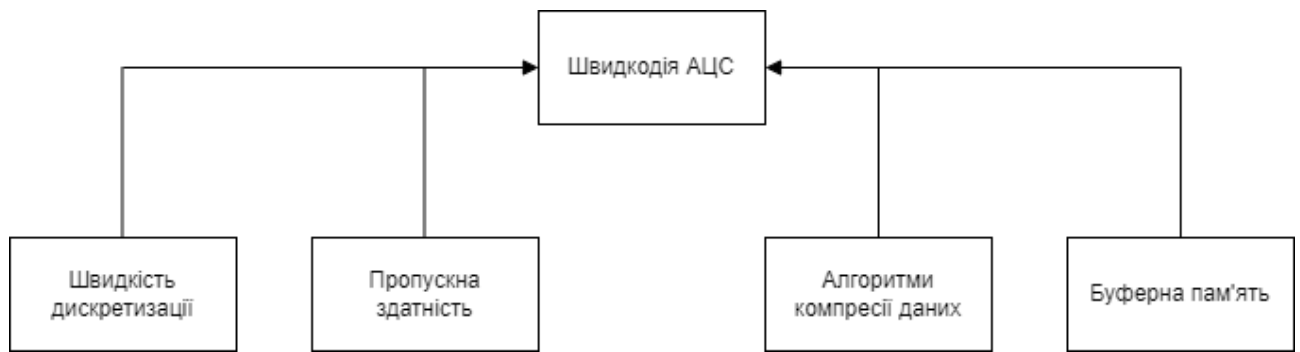 Швидкодія АЦС
Швидкість
дискретизації
Пропускна
здатність
Алгоритми
компресії даних
Буферна пам'ять